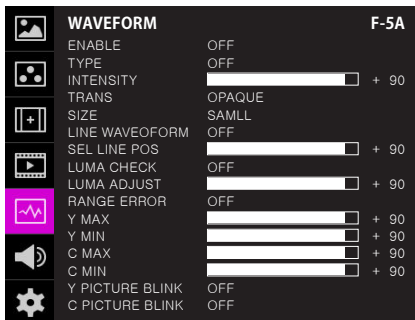 WAVEFORM F-5A
ENABLE OFF
TYPE OFF
INTENSITY + 90
TRANS OPAQUE
SIZE SAMLL
LINE WAVEOFORM OFF
SEL LINE POS + 90
LUMA CHECK OFF
LUMA ADJUST + 90
RANGE ERROR OFF
Y MAX + 90
Y MIN + 90
C MAX + 90
C MIN + 90
Y PICTURE BLINK OFF
C PICTURE BLINK OFF